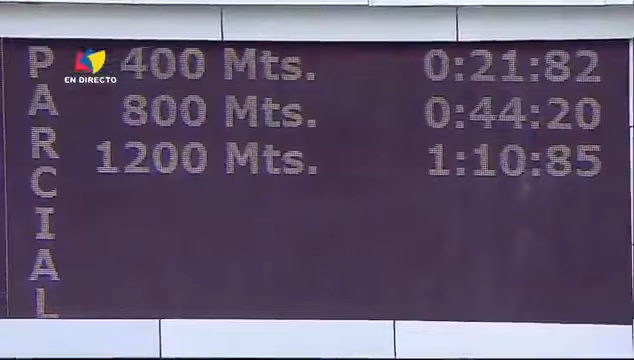 PARCIAL
EN DIRECTO
400 Mts. 0:21:82
800 Mts. 0:44:20
1200 Mts. 1:10:85